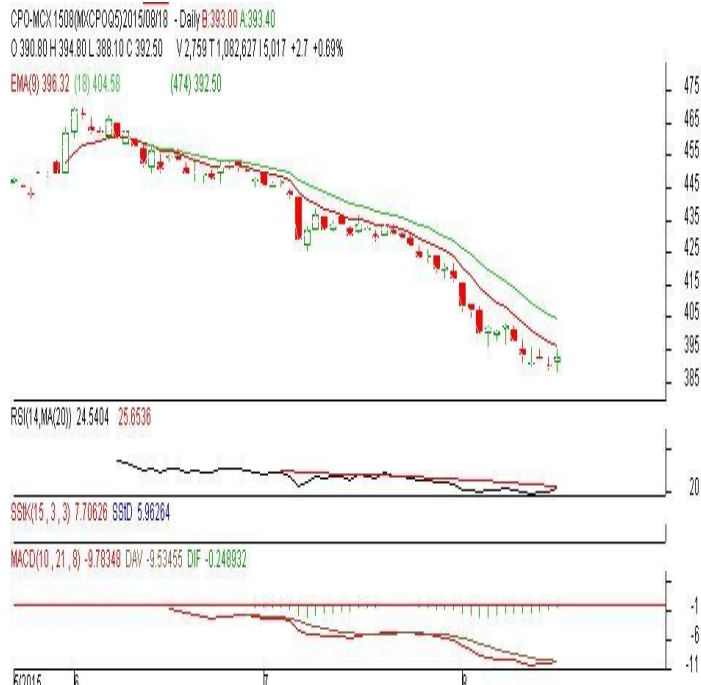 CPO-MCX 1508(MXCPOQ5)2015/08/18 - Daily B:393.00 A:393.40
O 390.80 H 394.80 L 388.10 C 392.50 V 2,759 T 1,082,627 I 5,017 +2.7 +0.69%
EMA(9) 396.32 (18) 404.58 (474) 392.50
475
465
455
445
435
425
415
405
395
385
RSI(14,MA(20)) 24.5404 25.6536
20
SStK(15, 3, 3) 7.70626 SStD 5.96264
MACD(10, 21, 8) -9.78348 DAV -9.53455 DIF -0.248932
-1
-6
-11
5/2015 6 7 8